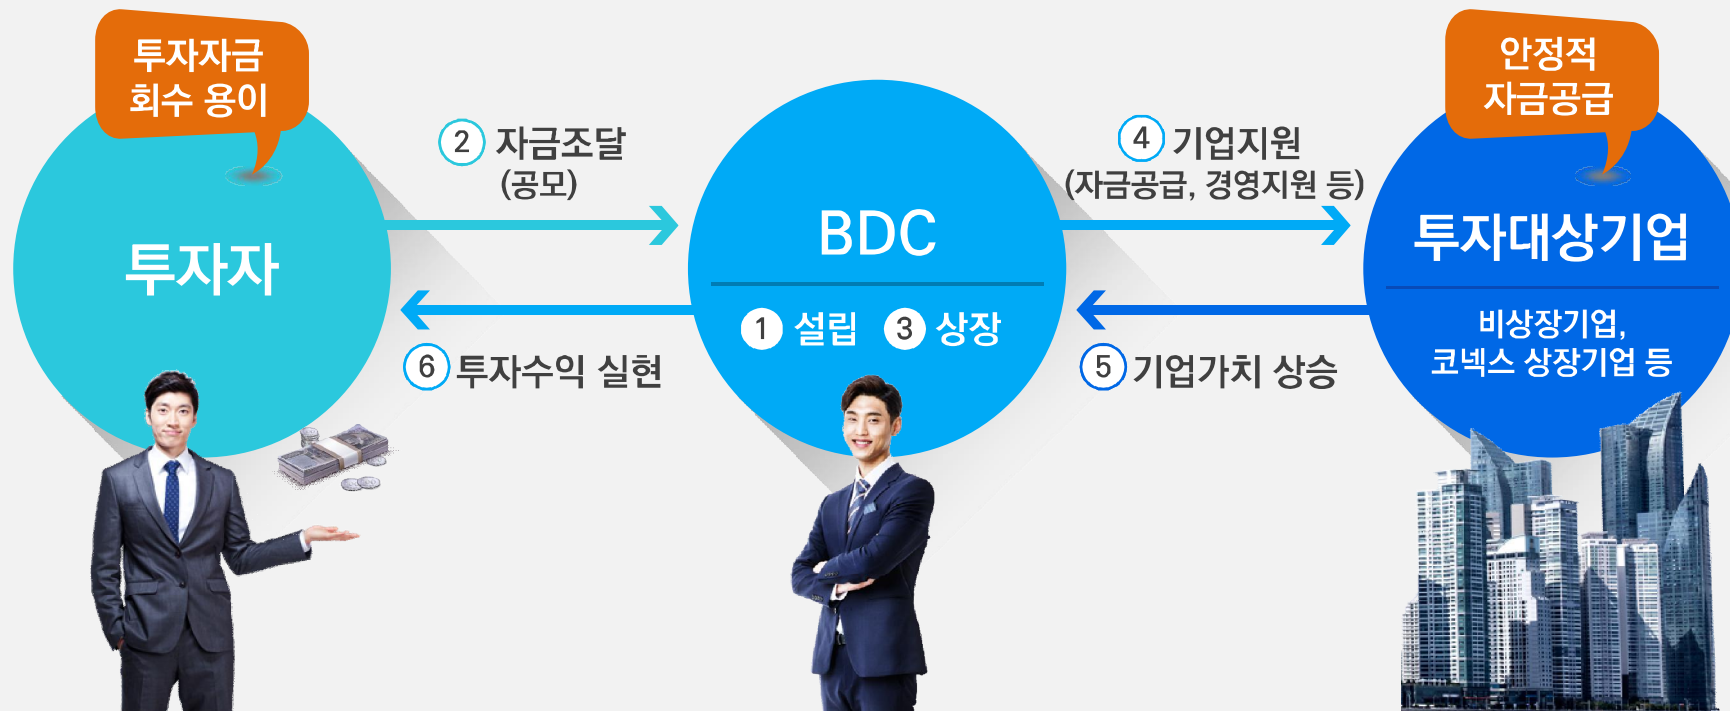 투자자금
회수 용이
투자자
② 자금조달
(공모)
⑥ 투자수익 실현
BDC
① 설립 ③ 상장
④ 기업지원
(자금공급, 경영지원 등)
⑤ 기업가치 상승
안정적
자금공급
투자대상기업
비상장기업,
코넥스 상장기업 등